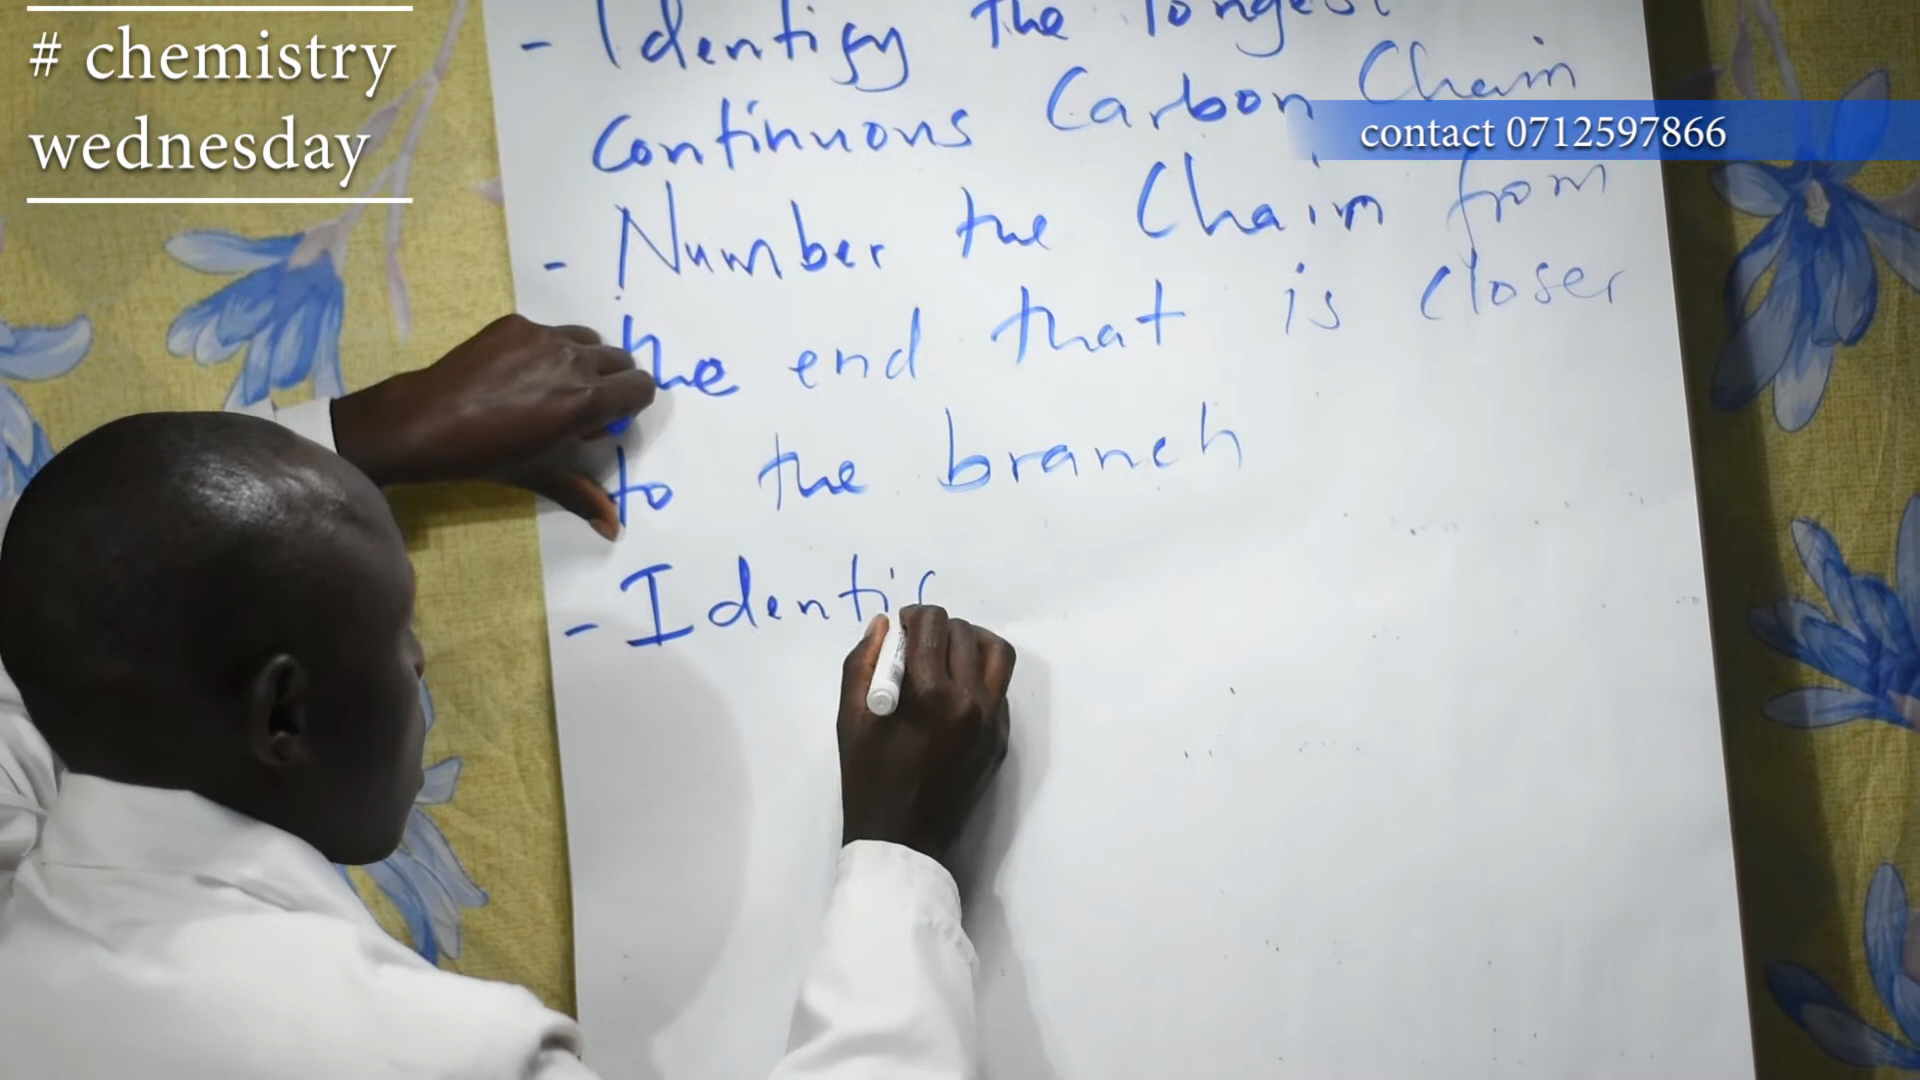 # chemistry
wednesday
contact 0712597866
- Identify the longest
continuous Carbon Chain
- Number the Chain from
the end that is closer
to the branch
- Identif